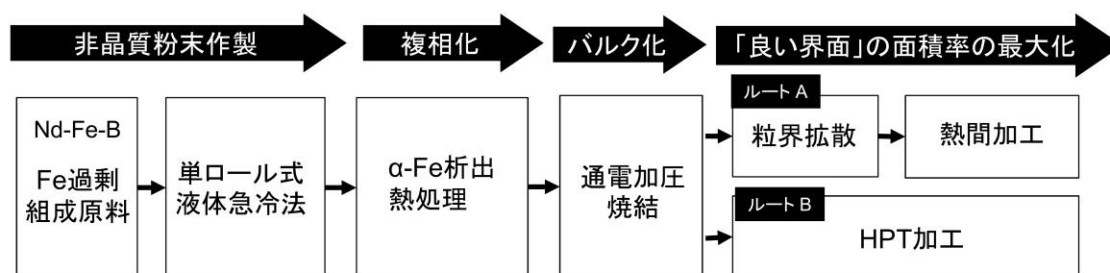 非晶質粉末作製
複相化
バルク化
「良い界面」の面積率の最大化
Nd-Fe-B
Fe過剰
組成原料
単ロール式
液体急冷法
α-Fe析出
熱処理
通電加圧
焼結
ルート A
粒界拡散
熱間加工
ルート B
HPT加工